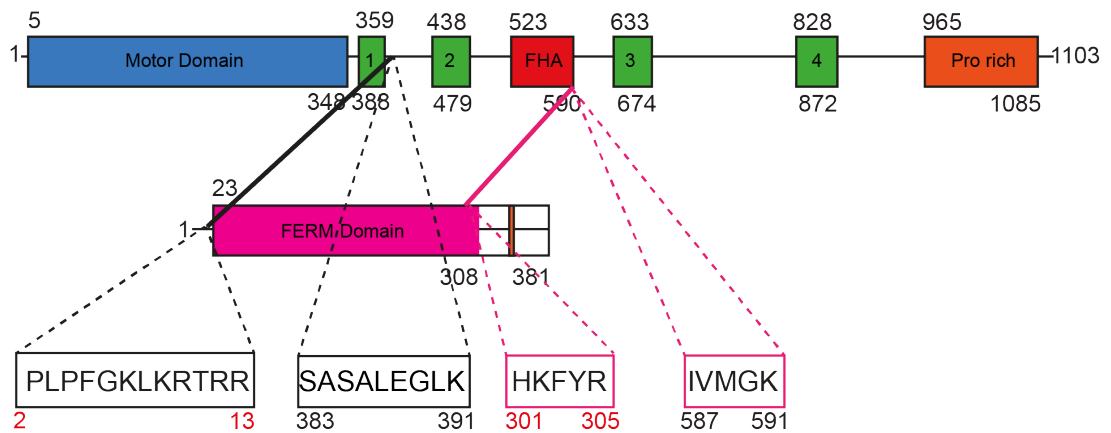 5 359 438 523 633 828 965
1 Motor Domain 1 2 FHA 3 4 Pro rich 1103
348 388 479 590 674 872 1085
23
1 FERM Domain
308 381
PLPFGKLKRTRR SASALEGLK HKFYR IVMGK
2 13 383 391 301 305 587 591